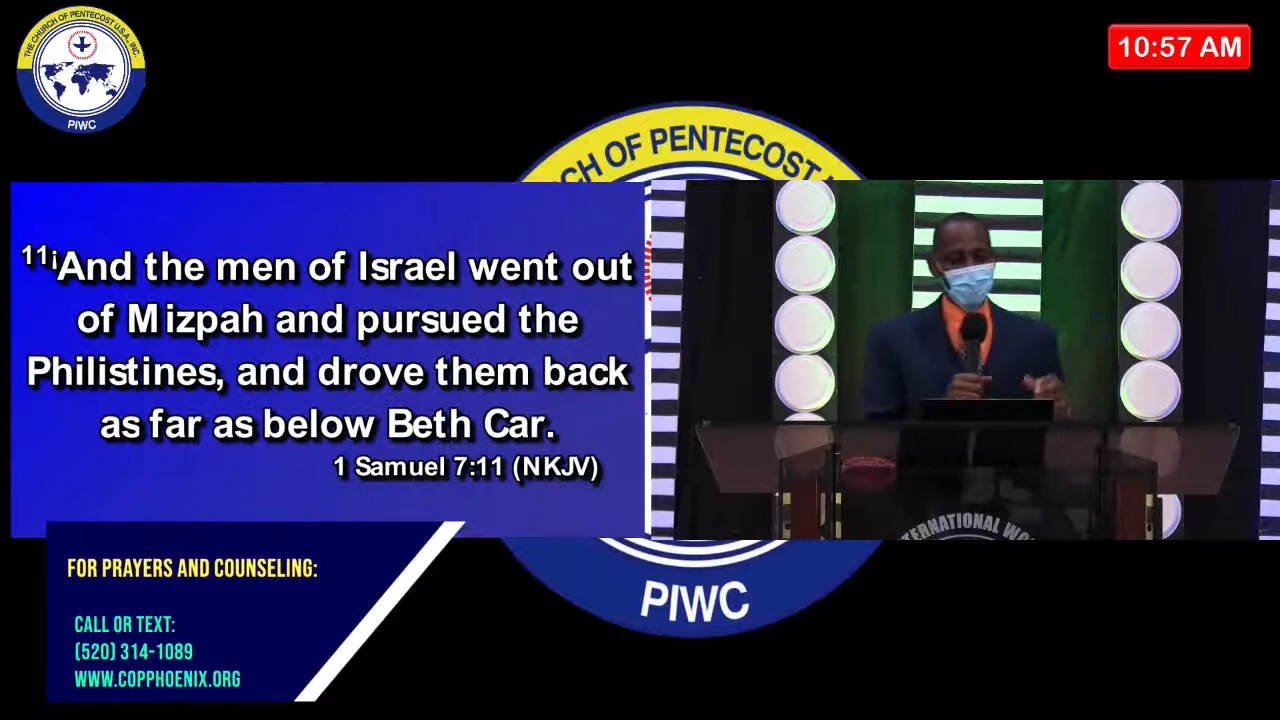 THE CHURCH OF PENTECOST U.S.A., INC.
PIWC
10:57 AM
CH OF PENTECOST U.
11iAnd the men of Israel went out
of Mizpah and pursued the
Philistines, and drove them back
as far as below Beth Car.
1 Samuel 7:11 (NKJV)
ERNATIONAL WO
PIWC
FOR PRAYERS AND COUNSELING:
CALL OR TEXT:
(520) 314-1089
WWW.COPPHOENIX.ORG